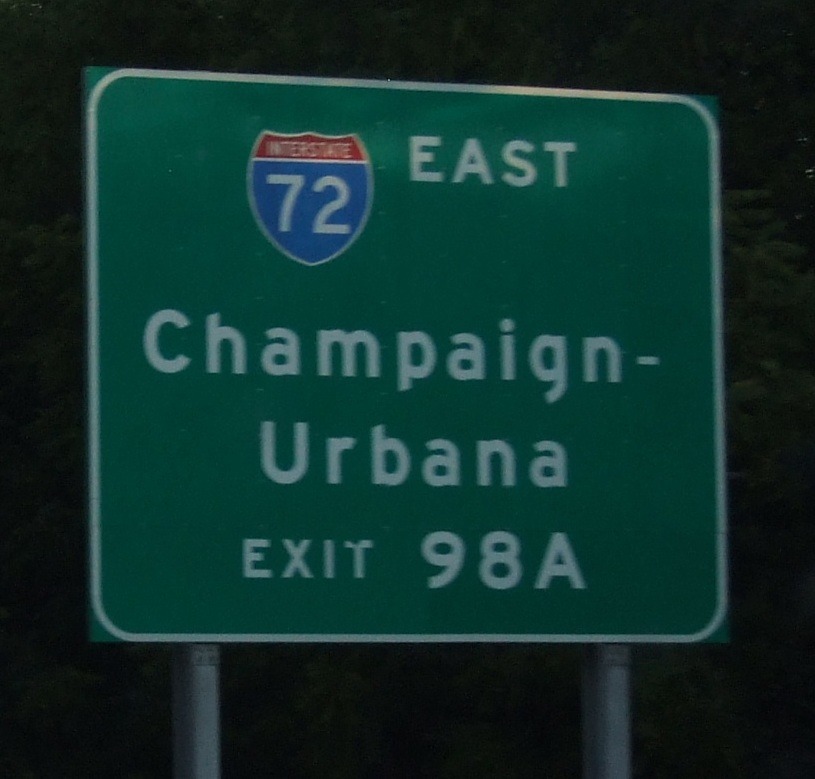 INTERSTATE
72 EAST
Champaign-
Urbana
EXIT 98A